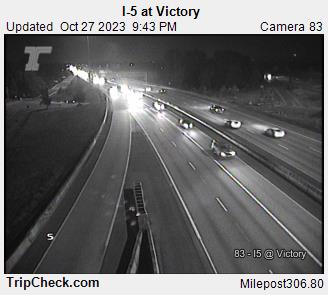 I-5 at Victory
Updated Oct 27 2023 9:43 PM Camera 83
T
S
83 - I5 @ Victory
TripCheck.com Milepost306.80